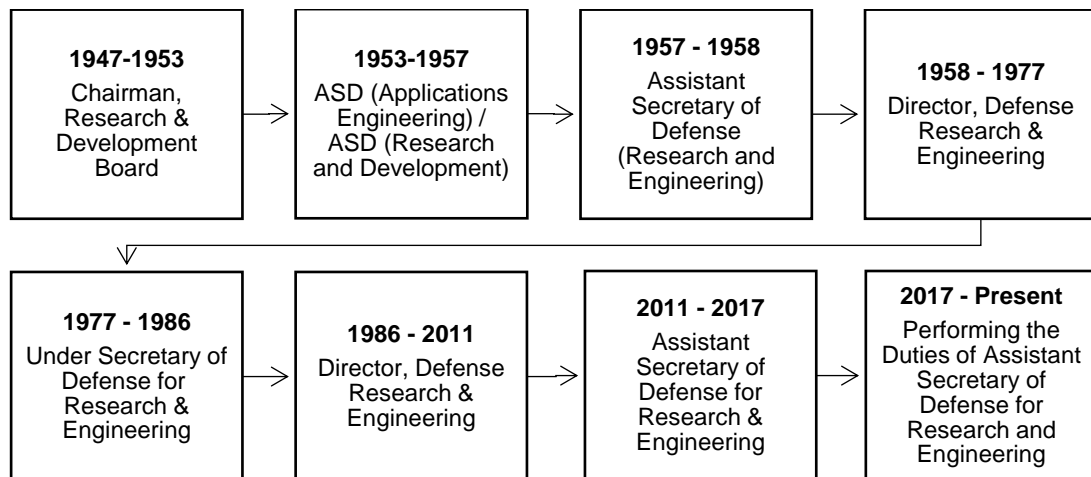 1947-1953
Chairman,
Research &
Development
Board
1953-1957
ASD (Applications
Engineering) /
ASD (Research
and Development)
1957 - 1958
Assistant
Secretary of
Defense
(Research and
Engineering)
1958 - 1977
Director, Defense
Research &
Engineering
1977 - 1986
Under Secretary of
Defense for
Research &
Engineering
1986 - 2011
Director, Defense
Research &
Engineering
2011 - 2017
Assistant
Secretary of
Defense for
Research &
Engineering
2017 - Present
Performing the
Duties of Assistant
Secretary of
Defense for
Research and
Engineering